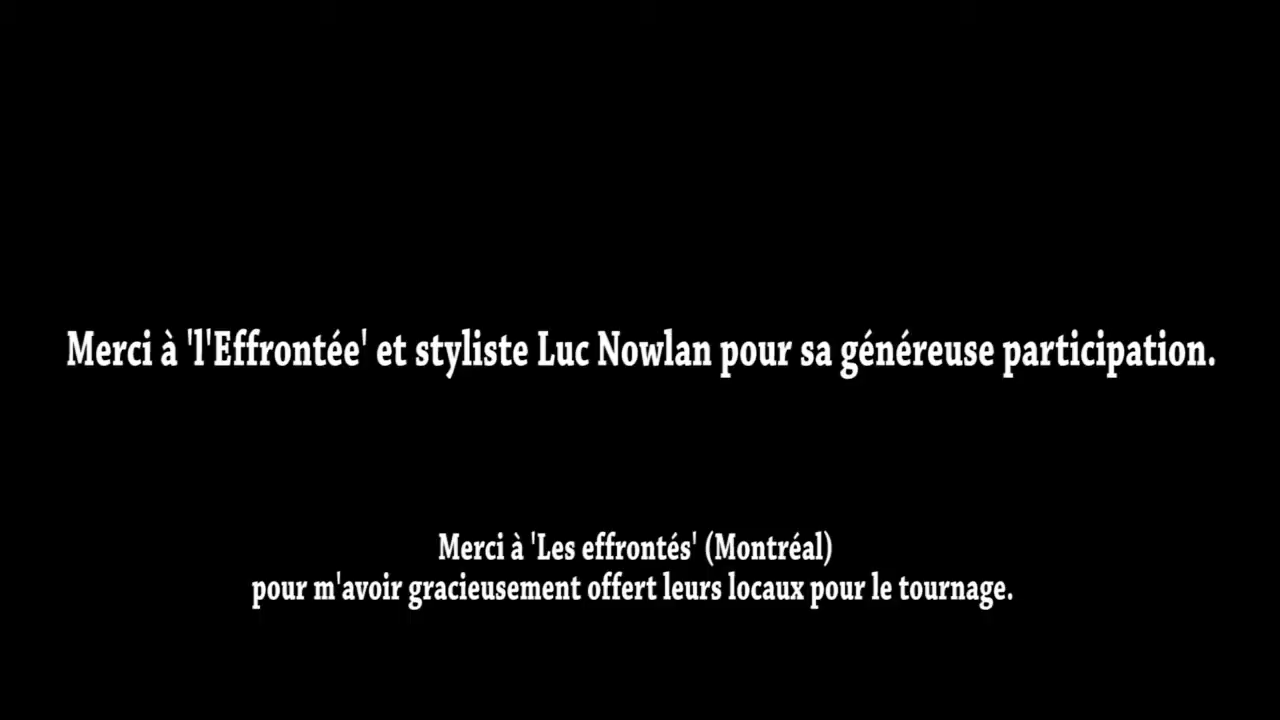 Merci à 'l'Effrontée' et styliste Luc Nowlan pour sa généreuse participation.
Merci à 'Les effrontés' (Montréal)
pour m'avoir gracieusement offert leurs locaux pour le tournage.